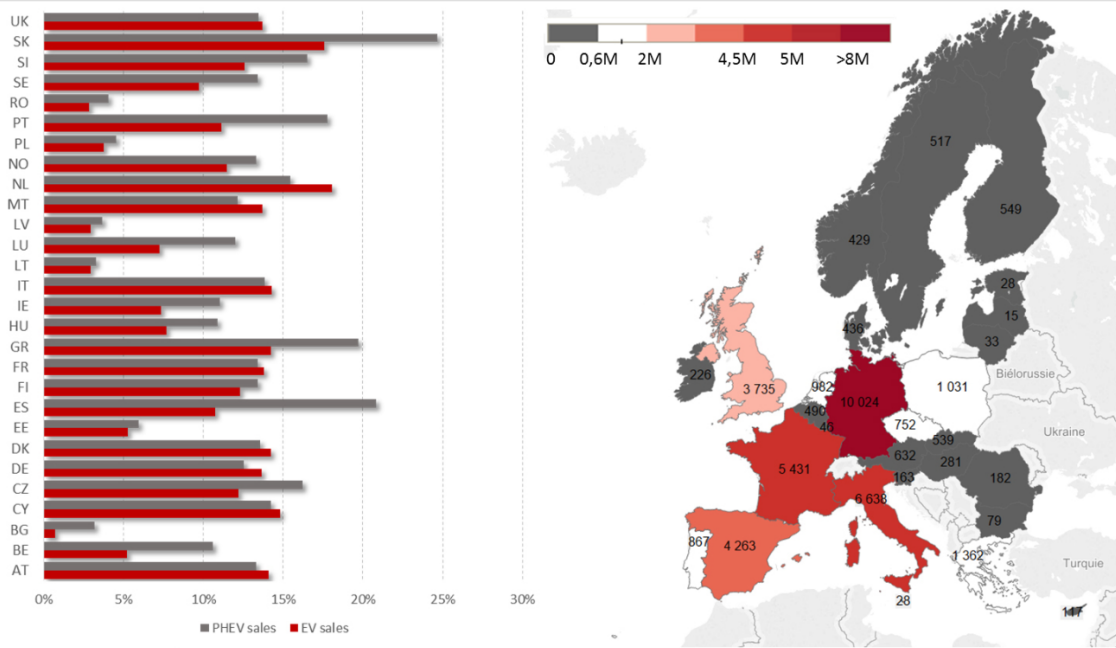 UK
SK
SI
SE
RO
PT
PL
NO
NL
MT
LV
LU
LT
IT
IE
HU
GR
FR
FI
ES
EE
DK
DE
CZ
CY
BG
BE
AT
0% 5% 10% 15% 20% 25% 30%
PHEV sales EV sales
0 0,6M 2M 4,5M 5M >8M
517
549
429
28
15
436
33
226
Biélorussie
982
1 031
3 735
10 024
490
752
46
Ukraine
539
632
281
5 431
163
182
6 638
79
867
4 263
1 362
Turquie
28
117